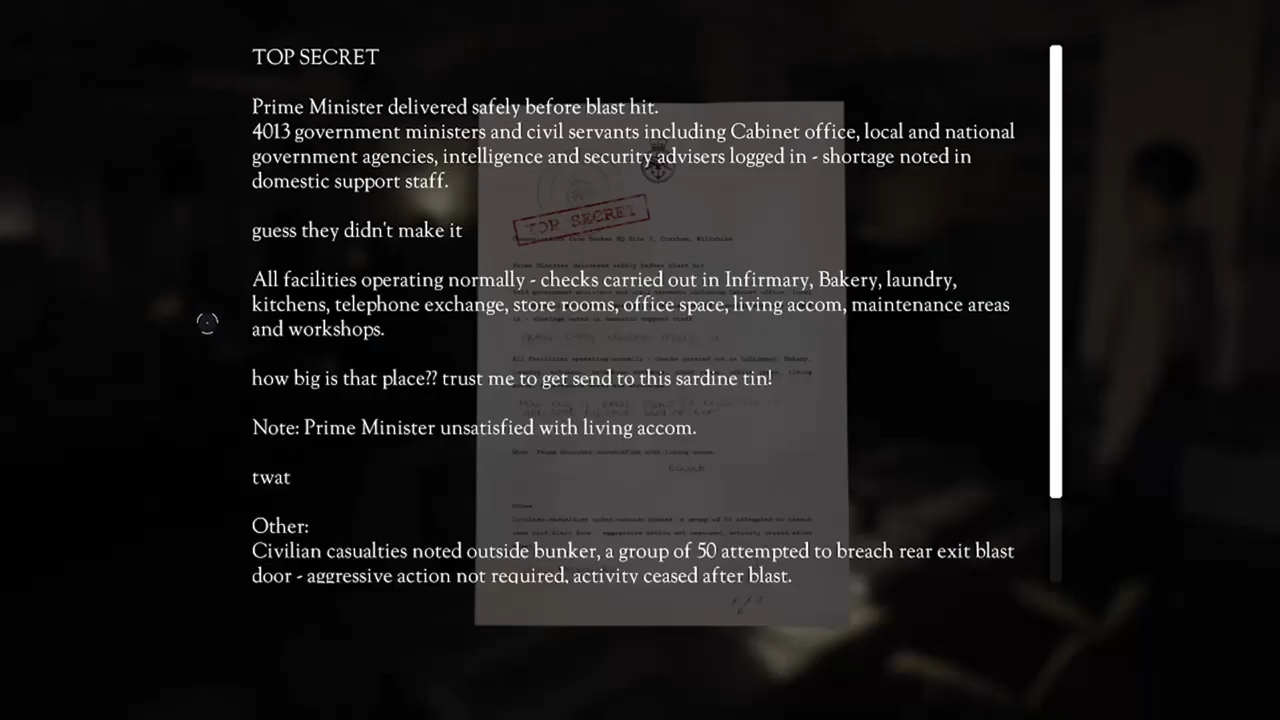 TOP SECRET
Prime Minister delivered safely before blast hit.
4013 government ministers and civil servants including Cabinet office, local and national
government agencies, intelligence and security advisers logged in - shortage noted in
domestic support staff.
guess they didn't make it
All facilities operating normally - checks carried out in Infirmary, Bakery, laundry,
kitchens, telephone exchange, store rooms, office space, living accom, maintenance areas
and workshops.
how big is that place?? trust me to get send to this sardine tin!
Note: Prime Minister unsatisfied with living accom.
twat
Other:
Civilian casualties noted outside bunker, a group of 50 attempted to breach rear exit blast
door - aggressive action not required, activity ceased after blast.
TOP SECRET